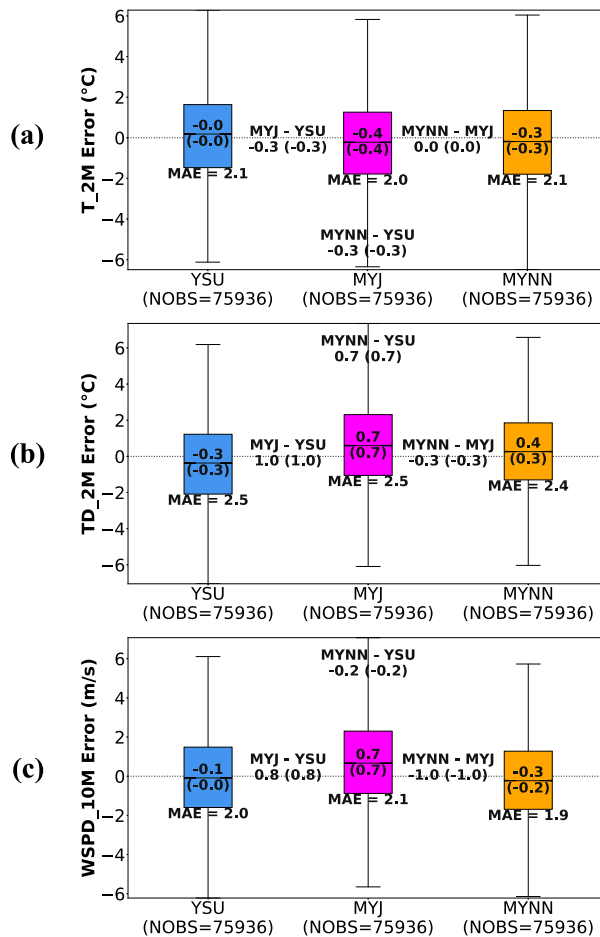 (a)
T_2M Error (°C)
6
4
2
0
−2
−4
−6
-0.0
(-0.0)
MAE = 2.1
MYJ - YSU
-0.3 (-0.3)
-0.4
(-0.4)
MAE = 2.0
MYNN - MYJ
0.0 (0.0)
-0.3
(-0.3)
MAE = 2.1
MYNN - YSU
-0.3 (-0.3)
YSU
(NOBS=75936)
MYJ
(NOBS=75936)
MYNN
(NOBS=75936)
(b)
TD_2M Error (°C)
6
4
2
0
−2
−4
−6
MYNN - YSU
0.7 (0.7)
-0.3
(-0.3)
MAE = 2.5
MYJ - YSU
1.0 (1.0)
0.7
(0.7)
MAE = 2.5
MYNN - MYJ
-0.3 (-0.3)
0.4
(0.3)
MAE = 2.4
YSU
(NOBS=75936)
MYJ
(NOBS=75936)
MYNN
(NOBS=75936)
(c)
WSPD_10M Error (m/s)
6
4
2
0
−2
−4
−6
MYNN - YSU
-0.2 (-0.2)
-0.1
(-0.0)
MAE = 2.0
MYJ - YSU
0.8 (0.8)
0.7
(0.7)
MAE = 2.1
MYNN - MYJ
-1.0 (-1.0)
-0.3
(-0.2)
MAE = 1.9
YSU
(NOBS=75936)
MYJ
(NOBS=75936)
MYNN
(NOBS=75936)